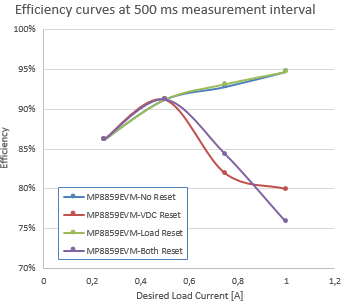 Efficiency curves at 500 ms measurement interval
100%
95%
90%
85%
80%
75%
70%
Efficiency
MP8859EVM-No Reset
MP8859EVM-VDC Reset
MP8859EVM-Load Reset
MP8859EVM-Both Reset
0 0,2 0,4 0,6 0,8 1 1,2
Desired Load Current [A]